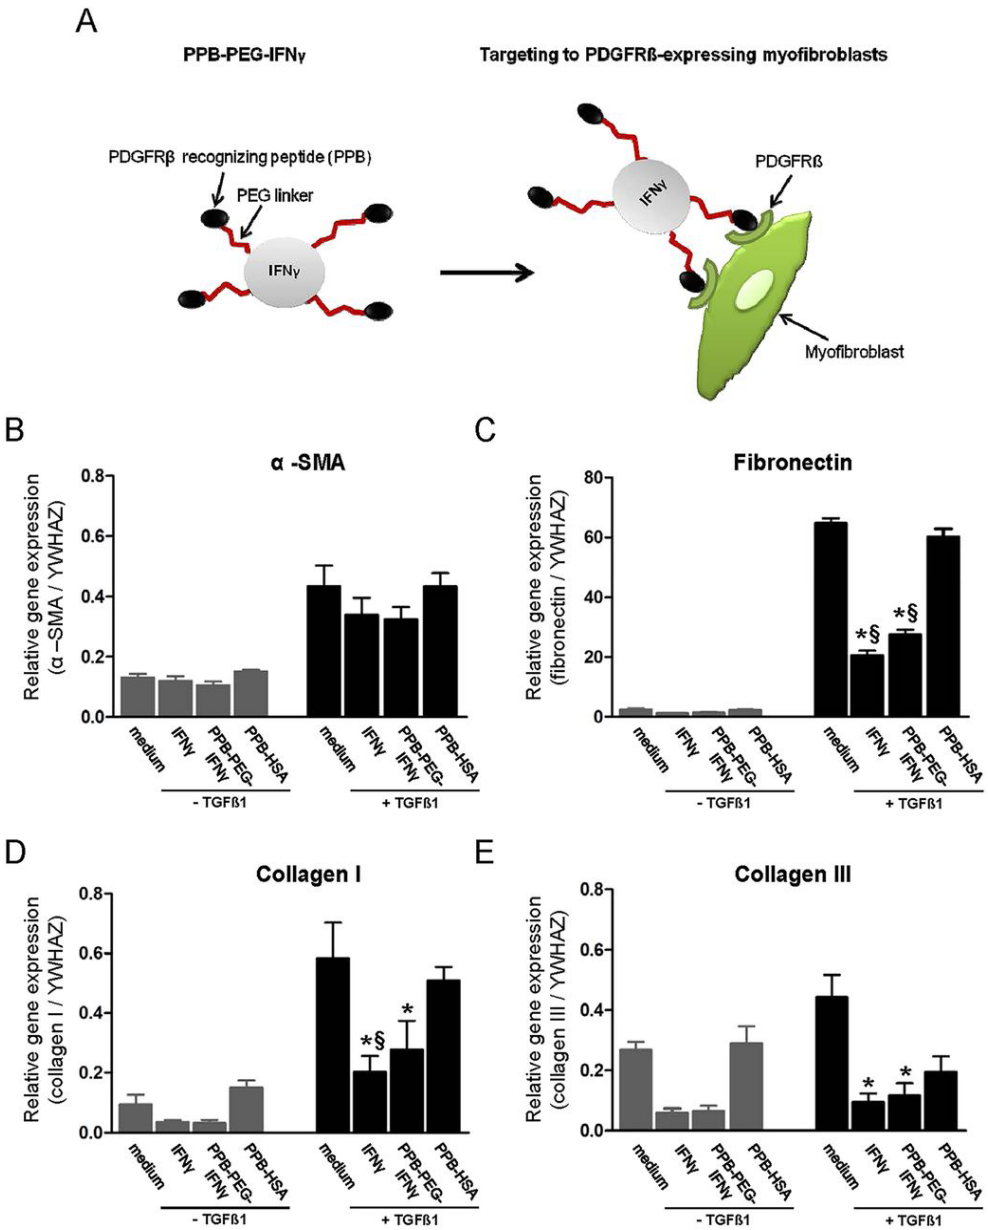 A
PPB-PEG-IFNγ
Targeting to PDGFRß-expressing myofibroblasts
PDGFRβ recognizing peptide (PPB)
PEG linker
IFNγ
IFNγ
PDGFRß
Myofibroblast
B
α -SMA
Relative gene expression
(α –SMA / YWHAZ)
0.8
0.6
0.4
0.2
0.0
medium
IFNγ
PPB-PEG-
IFNγ
PPB-HSA
- TGFß1
medium
IFNγ
PPB-PEG-
IFNγ
PPB-HSA
+ TGFß1
C
Fibronectin
Relative gene expression
(fibronectin / YWHAZ)
80
60
40
20
0
*§
*§
medium
IFNγ
PPB-PEG-
IFNγ
PPB-HSA
- TGFß1
medium
IFNγ
PPB-PEG-
IFNγ
PPB-HSA
+ TGFß1
D
Collagen I
Relative gene expression
(collagen I / YWHAZ)
0.8
0.6
0.4
0.2
0.0
*§
*
medium
IFNγ
PPB-PEG-
IFNγ
PPB-HSA
- TGFß1
medium
IFNγ
PPB-PEG-
IFNγ
PPB-HSA
+ TGFß1
E
Collagen III
Relative gene expression
(collagen III / YWHAZ)
0.8
0.6
0.4
0.2
0.0
*
*
medium
IFNγ
PPB-PEG-
IFNγ
PPB-HSA
- TGFß1
medium
IFNγ
PPB-PEG-
IFNγ
PPB-HSA
+ TGFß1